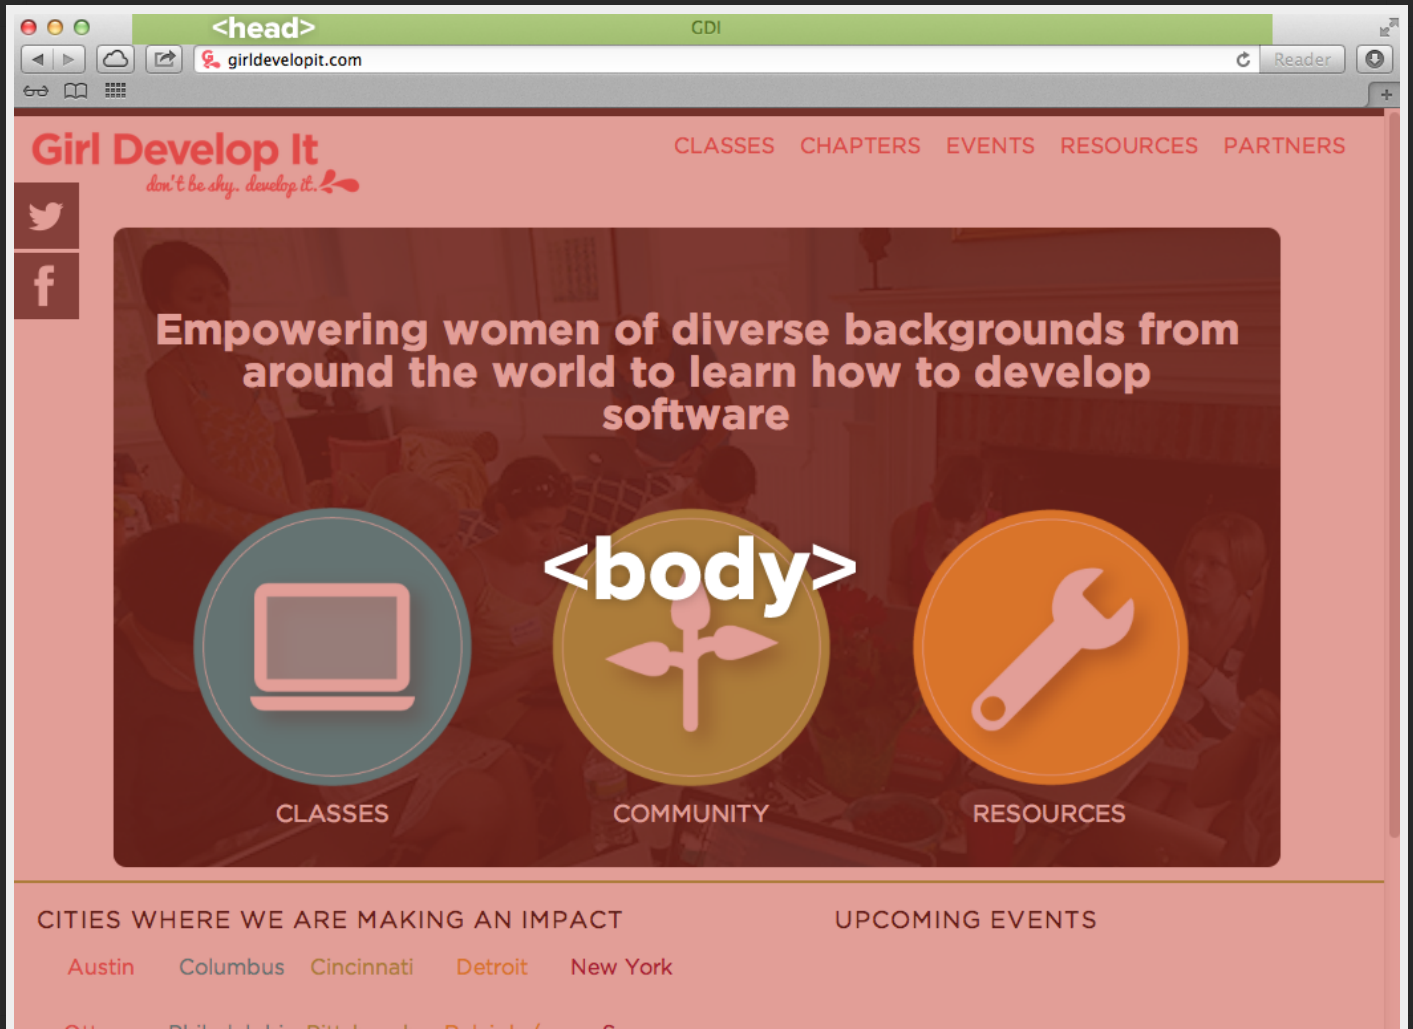 <head>
GDI
girldevelopit.com
Reader
Girl Develop It
don't be shy. develop it.
CLASSES CHAPTERS EVENTS RESOURCES PARTNERS
Empowering women of diverse backgrounds from
around the world to learn how to develop
software
<body>
CLASSES COMMUNITY RESOURCES
CITIES WHERE WE ARE MAKING AN IMPACT
UPCOMING EVENTS
Austin Columbus Cincinnati Detroit New York